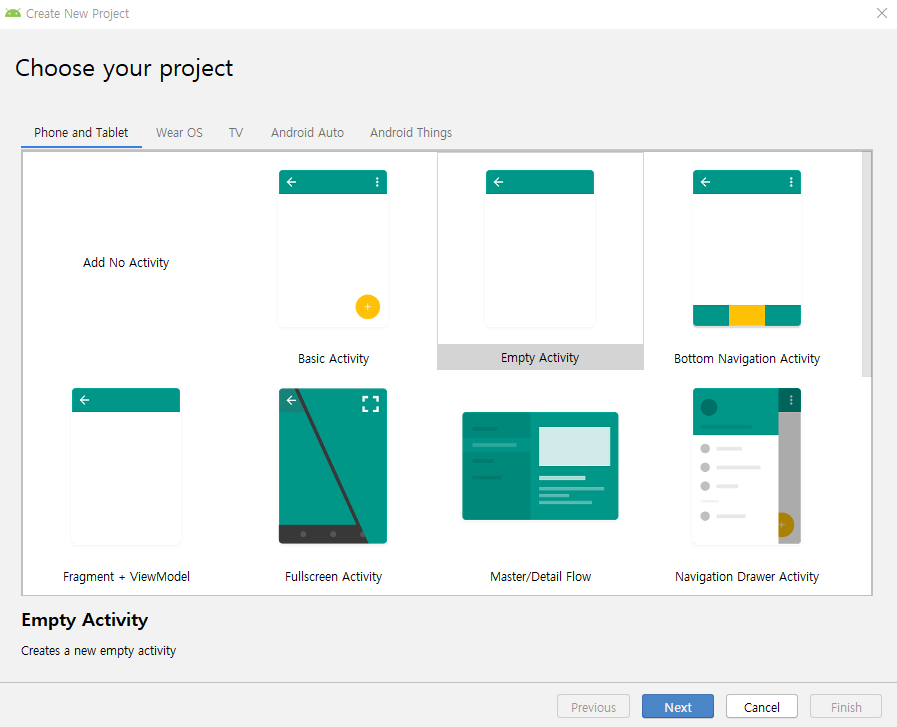 Create New Project
Choose your project
Phone and Tablet
Wear OS
TV
Android Auto
Android Things
Add No Activity
Basic Activity
Empty Activity
Bottom Navigation Activity
Fragment + ViewModel
Fullscreen Activity
Master/Detail Flow
Navigation Drawer Activity
Empty Activity
Creates a new empty activity
Previous
Next
Cancel
Finish